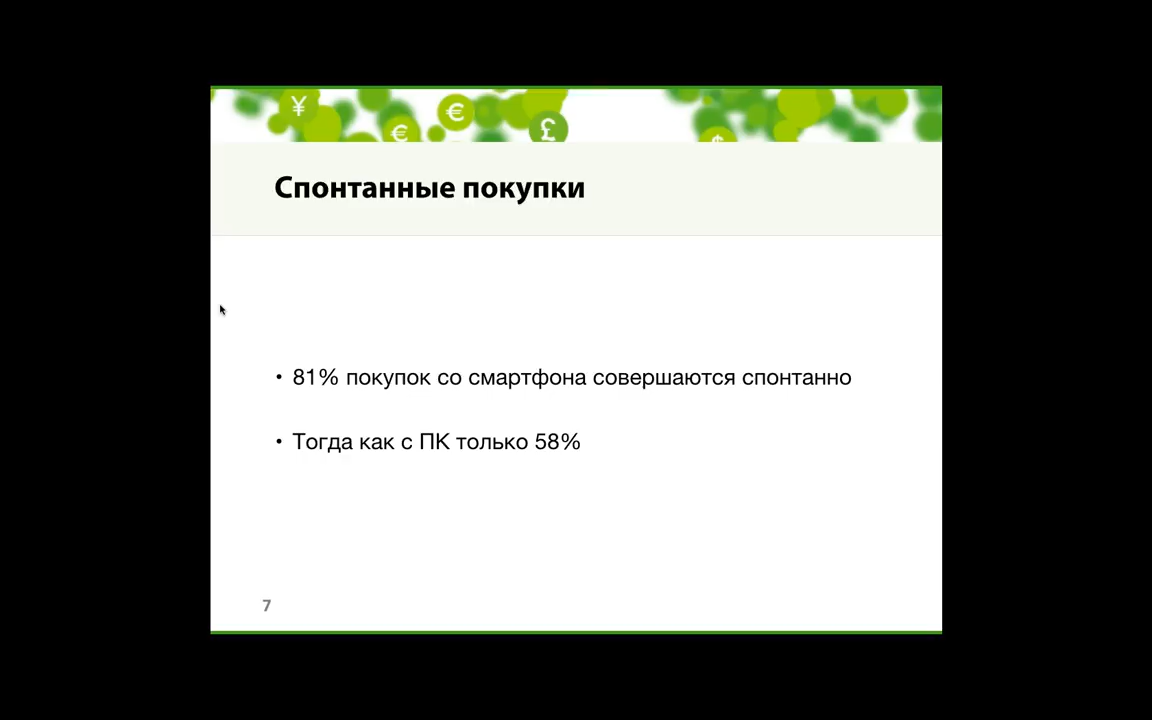 ¥
€
€
£
$
Спонтанные покупки
• 81% покупок со смартфона совершаются спонтанно
• Тогда как с ПК только 58%
7